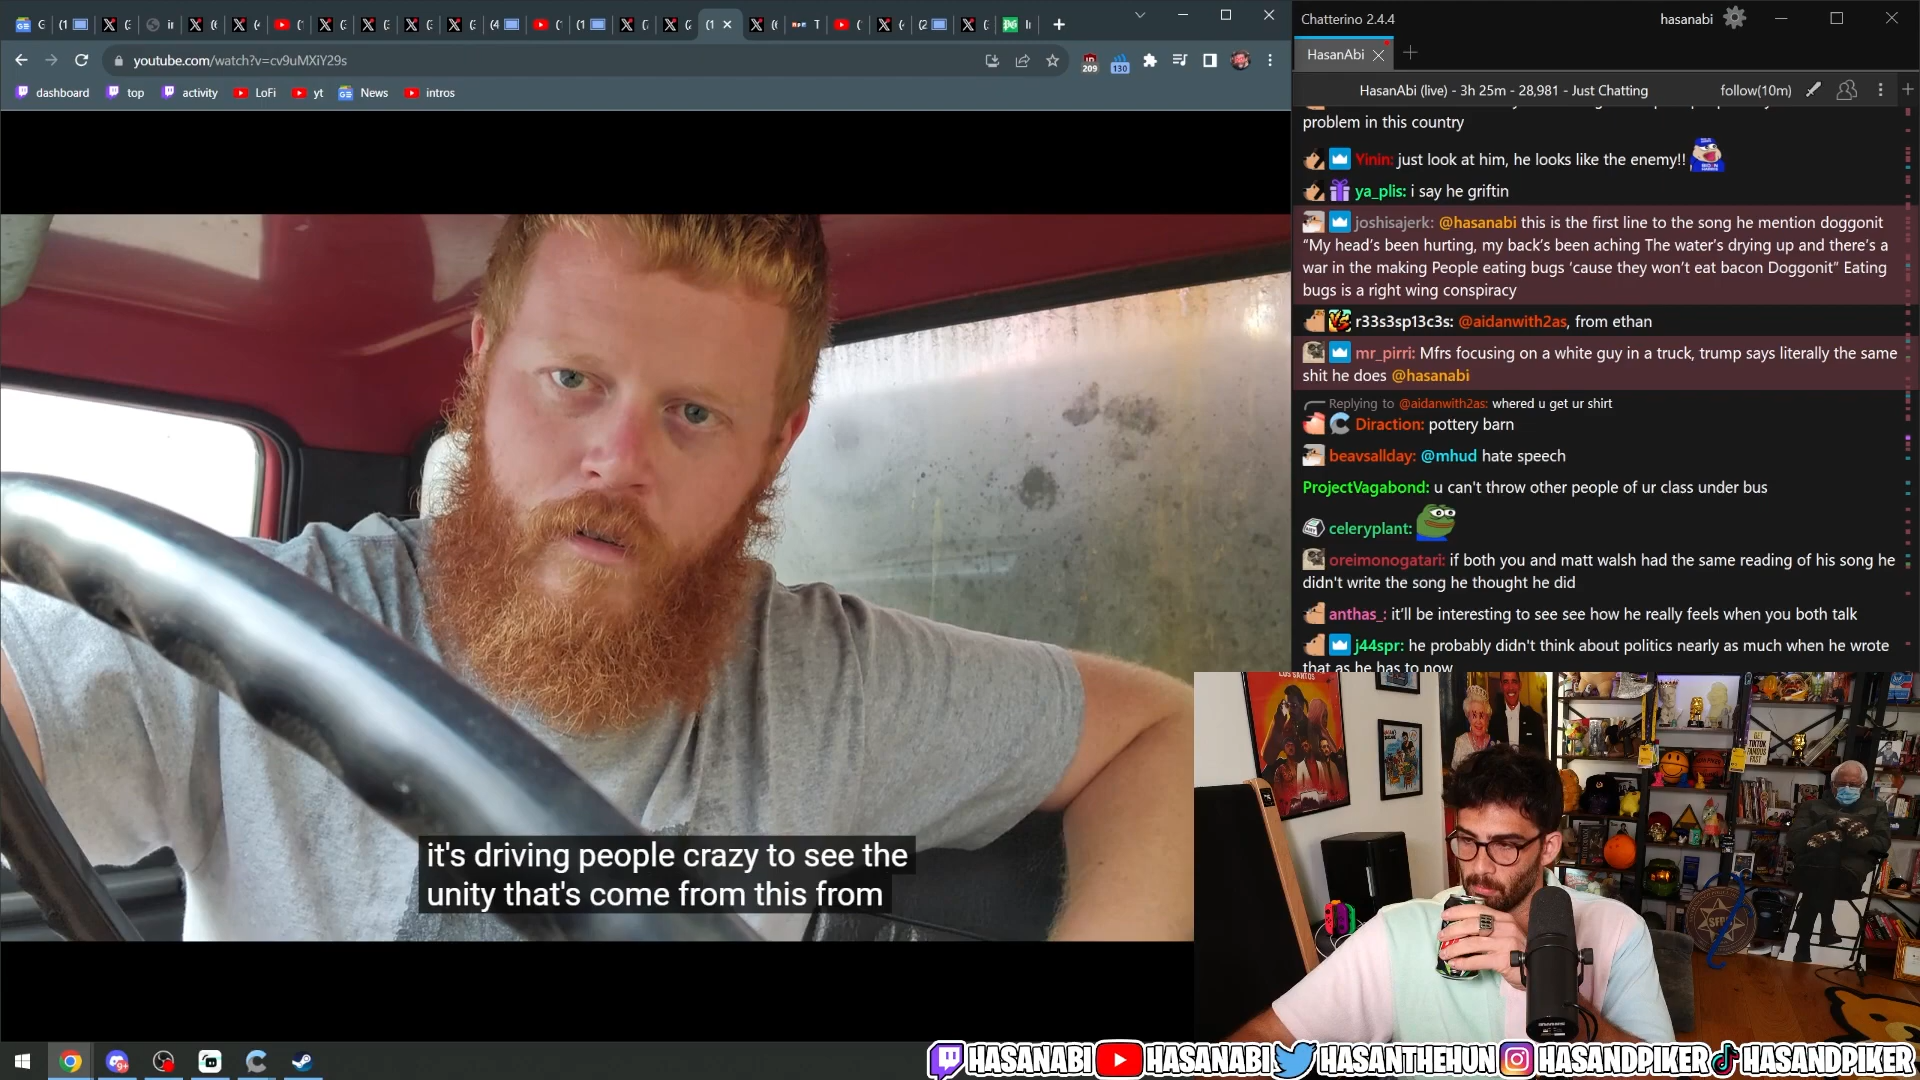 youtube.com/watch?v=cv9uMXiY29s
209
130
dashboard
top
activity
LoFi
yt
News
intros
it's driving people crazy to see the
unity that's come from this from
Chatterino 2.4.4
hasanabi
HasanAbi
HasanAbi (live) - 3h 25m - 28,981 - Just Chatting
follow(10m)
problem in this country
Yinin: just look at him, he looks like the enemy!!
ya_plis: i say he griftin
joshisajerk: @hasanabi this is the first line to the song he mention doggonit
“My head’s been hurting, my back’s been aching The water’s drying up and there’s a
war in the making People eating bugs ‘cause they won’t eat bacon Doggonit” Eating
bugs is a right wing conspiracy
r33s3sp13c3s: @aidanwith2as, from ethan
mr_pirri: Mfrs focusing on a white guy in a truck, trump says literally the same
shit he does @hasanabi
Replying to @aidanwith2as: whered u get ur shirt
Diraction: pottery barn
beavsallday: @mhud hate speech
ProjectVagabond: u can't throw other people of ur class under bus
celeryplant:
oreimonogatari: if both you and matt walsh had the same reading of his song he
didn't write the song he thought he did
anthas_: it’ll be interesting to see see how he really feels when you both talk
j44spr: he probably didn't think about politics nearly as much when he wrote
that as he has to now
LOS SANTOS
GET
TIKTOK
FAMOUS
FAST
HASANABI
HASANABI
HASANTHEHUN
HASANDPIKER
HASANDPIKER